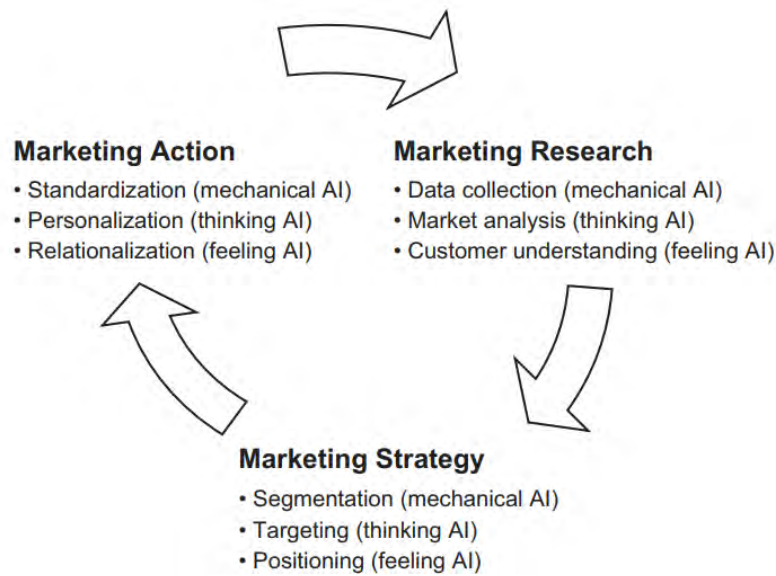 Marketing Action
• Standardization (mechanical AI)
• Personalization (thinking AI)
• Relationalization (feeling AI)
Marketing Research
• Data collection (mechanical AI)
• Market analysis (thinking AI)
• Customer understanding (feeling AI)
Marketing Strategy
• Segmentation (mechanical AI)
• Targeting (thinking AI)
• Positioning (feeling AI)